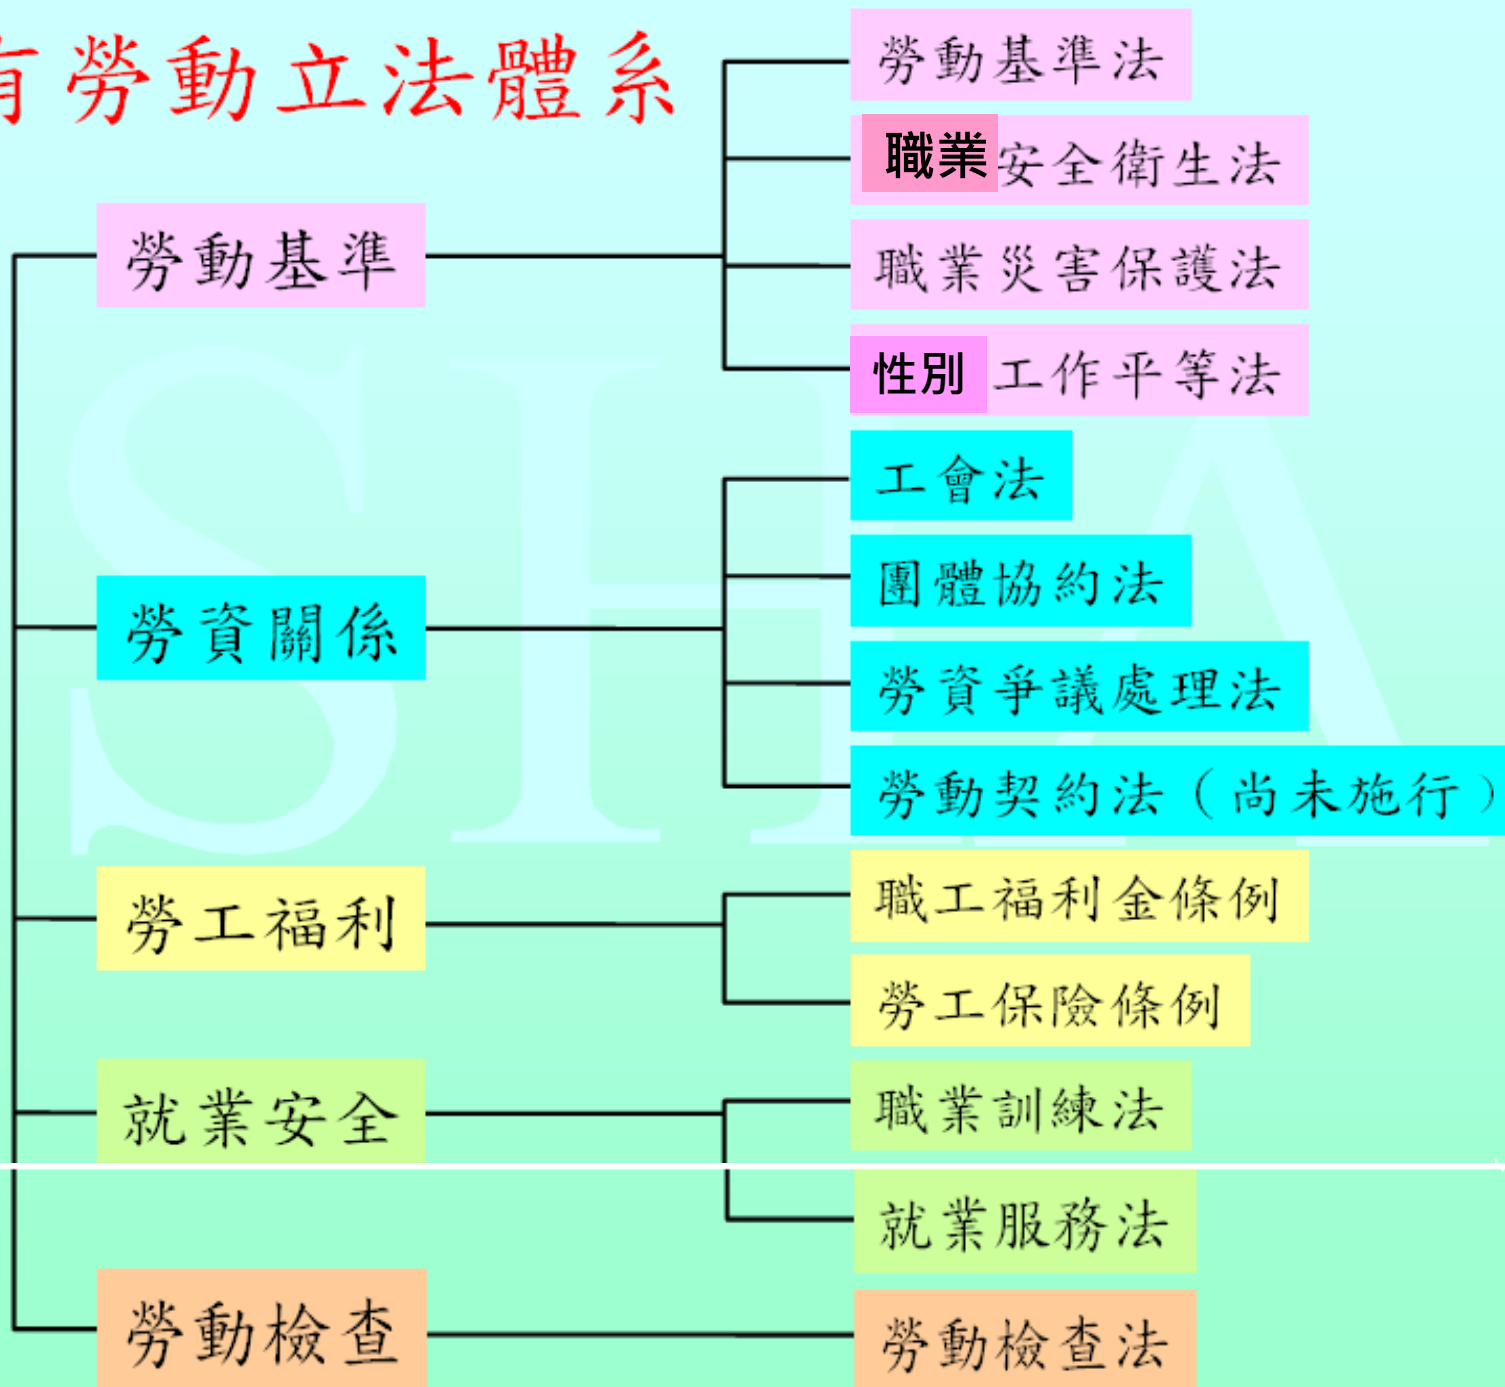 有勞動立法體系
勞動基準
勞動基準法
職業安全衛生法
職業災害保護法
性別工作平等法
勞資關係
工會法
團體協約法
勞資爭議處理法
勞動契約法（尚未施行）
勞工福利
職工福利金條例
勞工保險條例
就業安全
職業訓練法
就業服務法
勞動檢查
勞動檢查法
SHA